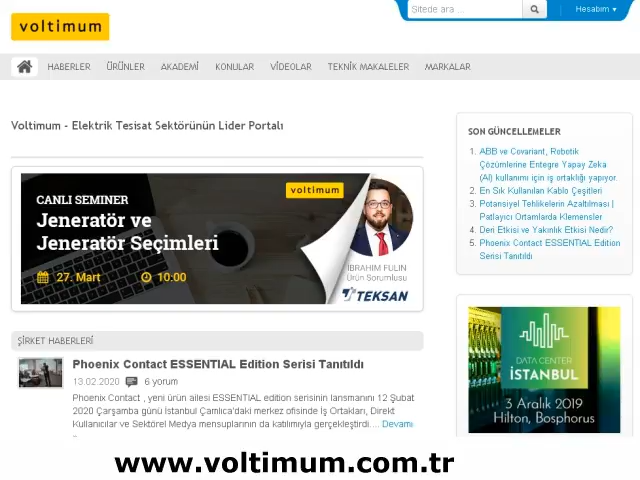 voltimum
Sitede ara ...
Hesabım ▾
HABERLER ÜRÜNLER AKADEMİ KONULAR VİDEOLAR TEKNİK MAKALELER MARKALAR
Voltimum - Elektrik Tesisat Sektörünün Lider Portalı
voltimum
CANLI SEMINER
Jeneratör ve
Jeneratör Seçimleri
27. Mart 10:00
İBRAHİM FULİN
Ürün Sorumlusu
TEKSAN
ŞİRKET HABERLERİ
Phoenix Contact ESSENTIAL Edition Serisi Tanıtıldı
13.02.2020 6 yorum
Phoenix Contact , yeni ürün ailesi ESSENTIAL edition serisinin lansmanını 12 Şubat
2020 Çarşamba günü İstanbul Çamlıca'daki merkez ofisinde İş Ortakları, Direkt
Kullanıcılar ve Sektörel Medya mensuplarının da katılımıyla gerçekleştirdi.... Devamı
SON GÜNCELLEMELER
1. ABB ve Covariant, Robotik
Çözümlerine Entegre Yapay Zeka
(AI) kullanımı için iş ortaklığı yapıyor.
2. En Sık Kullanılan Kablo Çeşitleri
3. Potansiyel Tehlikelerin Azaltılması |
Patlayıcı Ortamlarda Klemensler
4. Deri Etkisi ve Yakınlık Etkisi Nedir?
5. Phoenix Contact ESSENTIAL Edition
Serisi Tanıtıldı
DATA CENTER
İSTANBUL
3 Aralık 2019
Hilton, Bosphorus
www.voltimum.com.tr